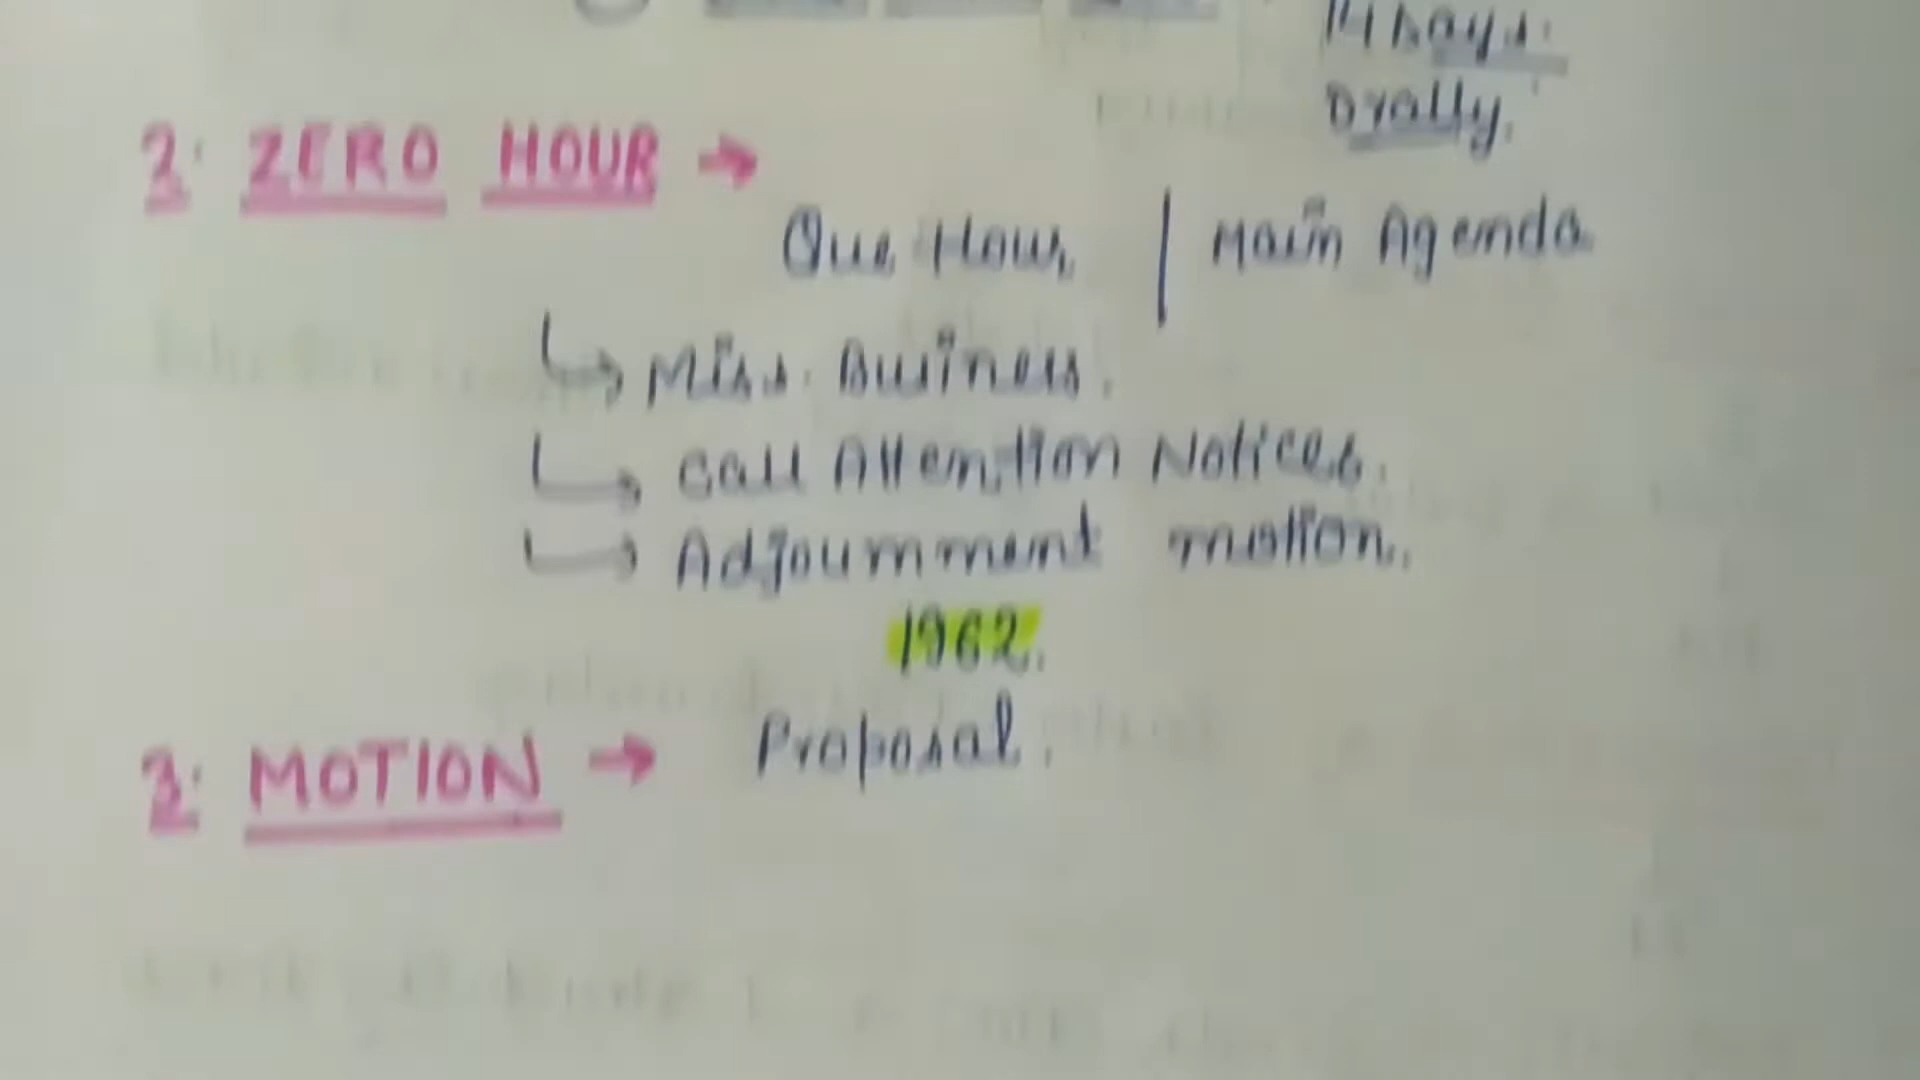 14 Days.
Orally.
2. ZERO HOUR →
Que Hour | Main Agenda
↳ Miss. Business.
↳ Call Attention Notices.
↳ Adjournment motion.
1962.
3. MOTION → Proposal.